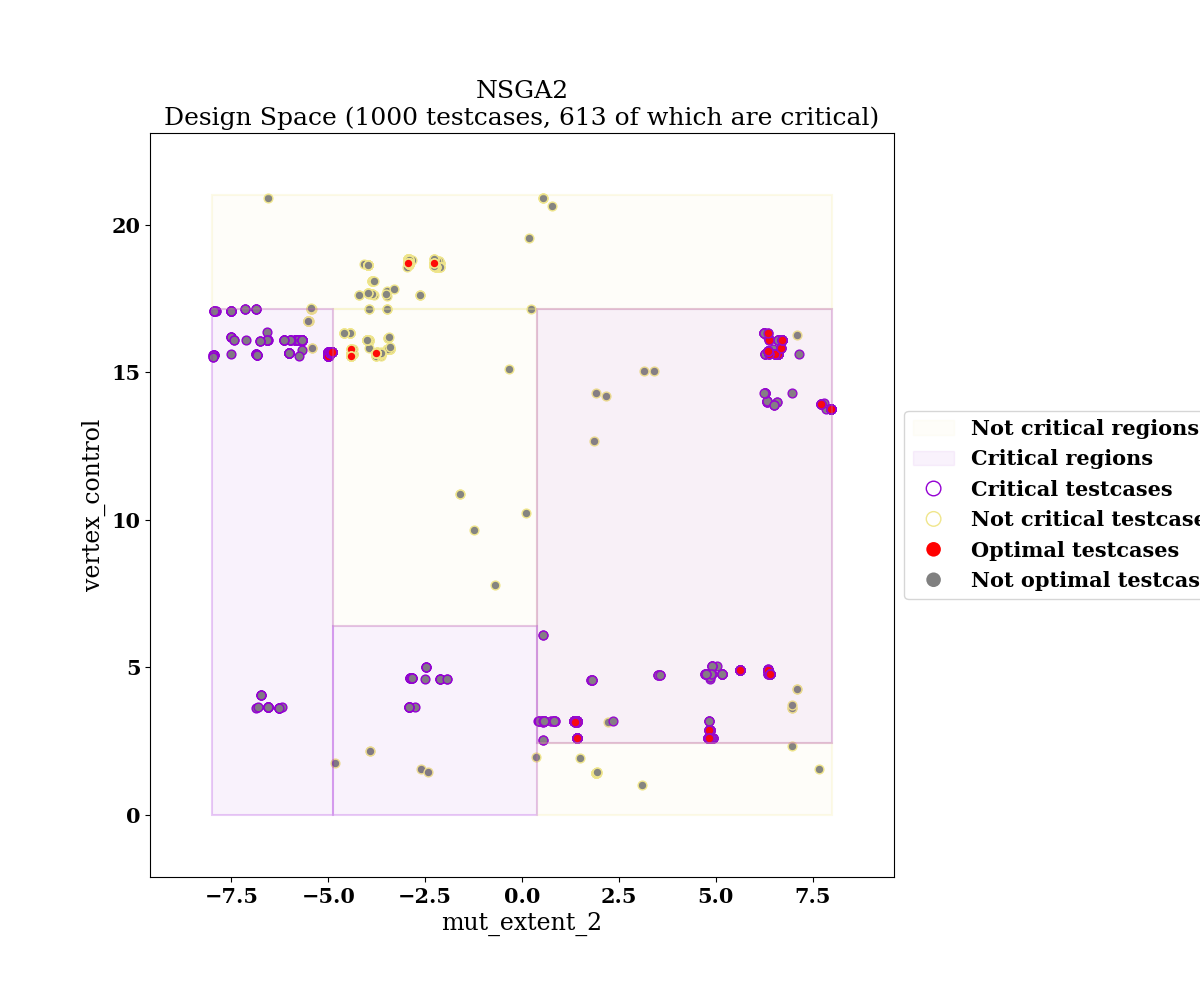 NSGA2
Design Space (1000 testcases, 613 of which are critical)
vertex_control
20
15
10
5
0
−7.5
−5.0
−2.5
0.0
2.5
5.0
7.5
mut_extent_2
Not critical regions
Critical regions
Critical testcases
Not critical testcase
Optimal testcases
Not optimal testcas